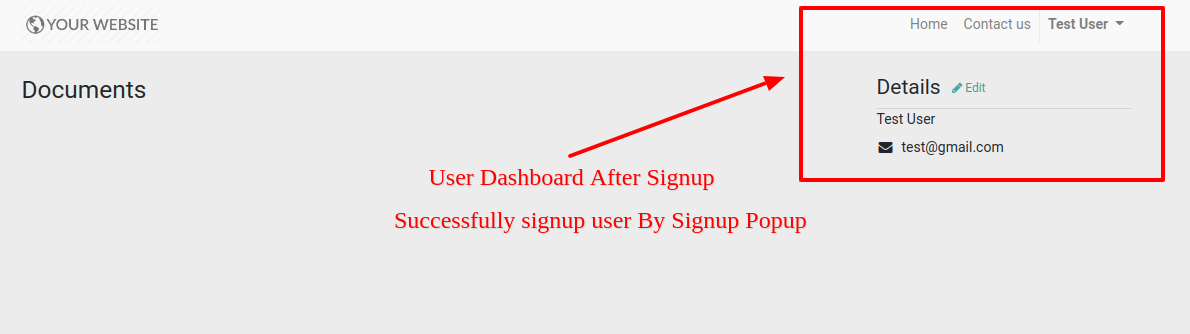 YOUR WEBSITE
Home Contact us Test User
Documents
Details Edit
Test User
test@gmail.com
User Dashboard After Signup
Successfully signup user By Signup Popup